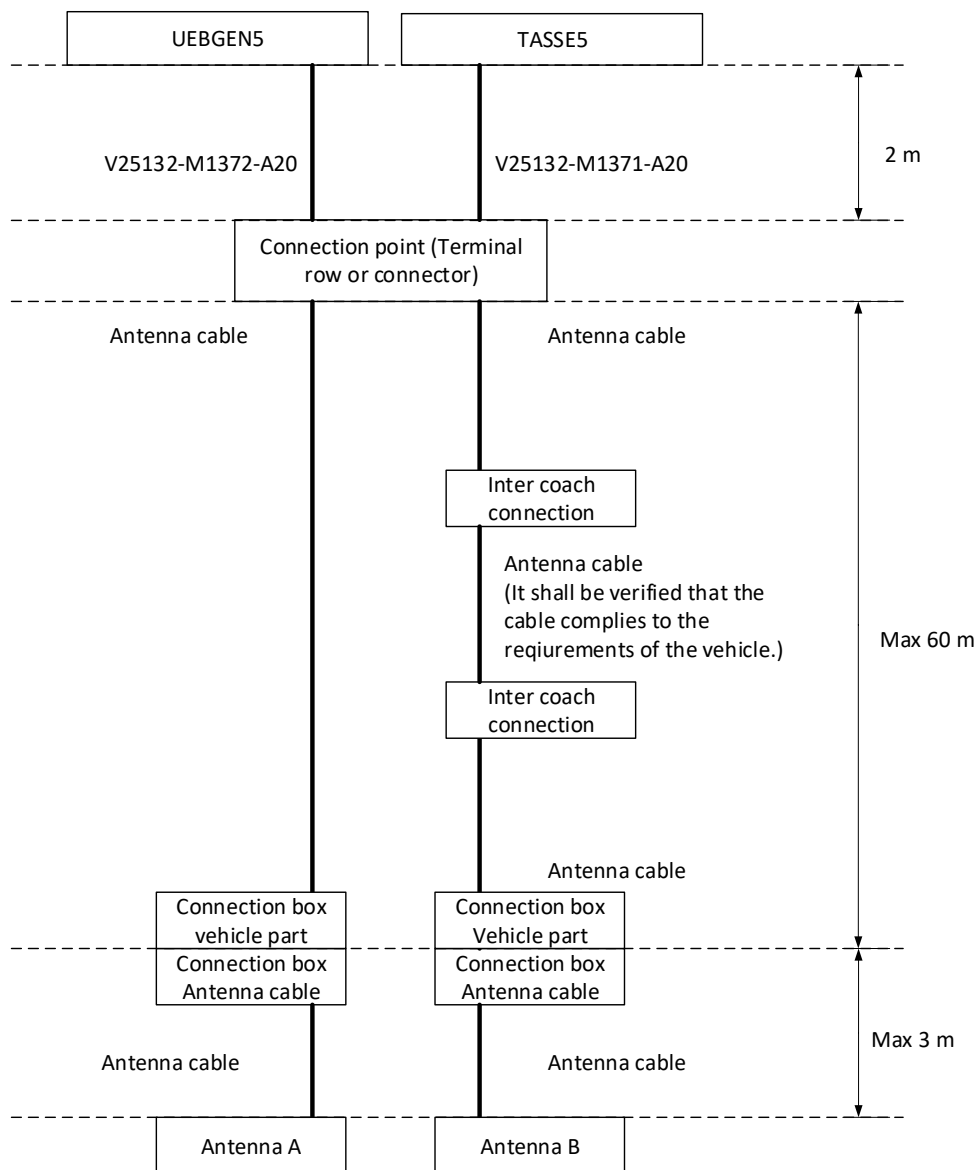 UEBGEN5
TASSE5
V25132-M1372-A20
V25132-M1371-A20
2 m
Connection point (Terminal
row or connector)
Antenna cable
Antenna cable
Inter coach
connection
Antenna cable
(It shall be verified that the
cable complies to the
reqiurements of the vehicle.)
Max 60 m
Inter coach
connection
Antenna cable
Connection box
vehicle part
Connection box
Vehicle part
Connection box
Antenna cable
Connection box
Antenna cable
Max 3 m
Antenna cable
Antenna cable
Antenna A
Antenna B